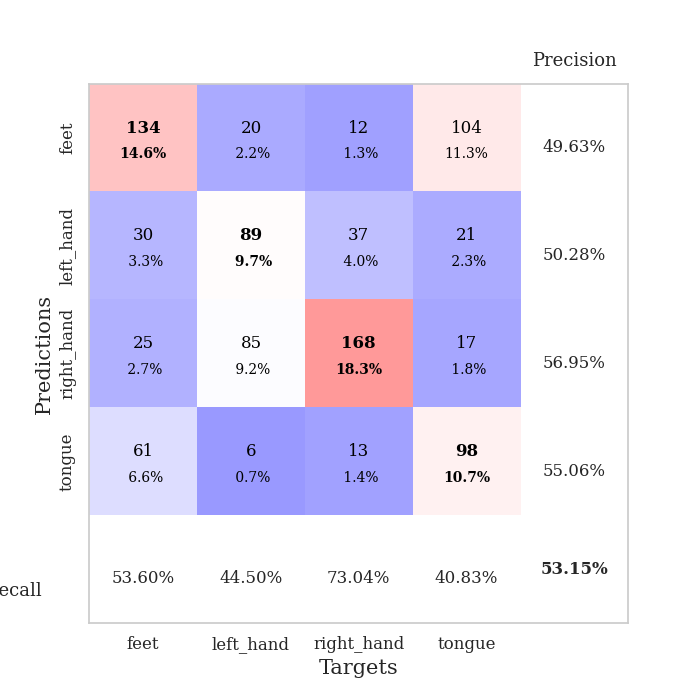 Precision
feet 134 20 12 104 49.63%
14.6% 2.2% 1.3% 11.3%
left_hand 30 89 37 21 50.28%
3.3% 9.7% 4.0% 2.3%
Predictions
right_hand 25 85 168 17 56.95%
2.7% 9.2% 18.3% 1.8%
tongue 61 6 13 98 55.06%
6.6% 0.7% 1.4% 10.7%
ecall 53.60% 44.50% 73.04% 40.83% 53.15%
feet left_hand right_hand tongue
Targets